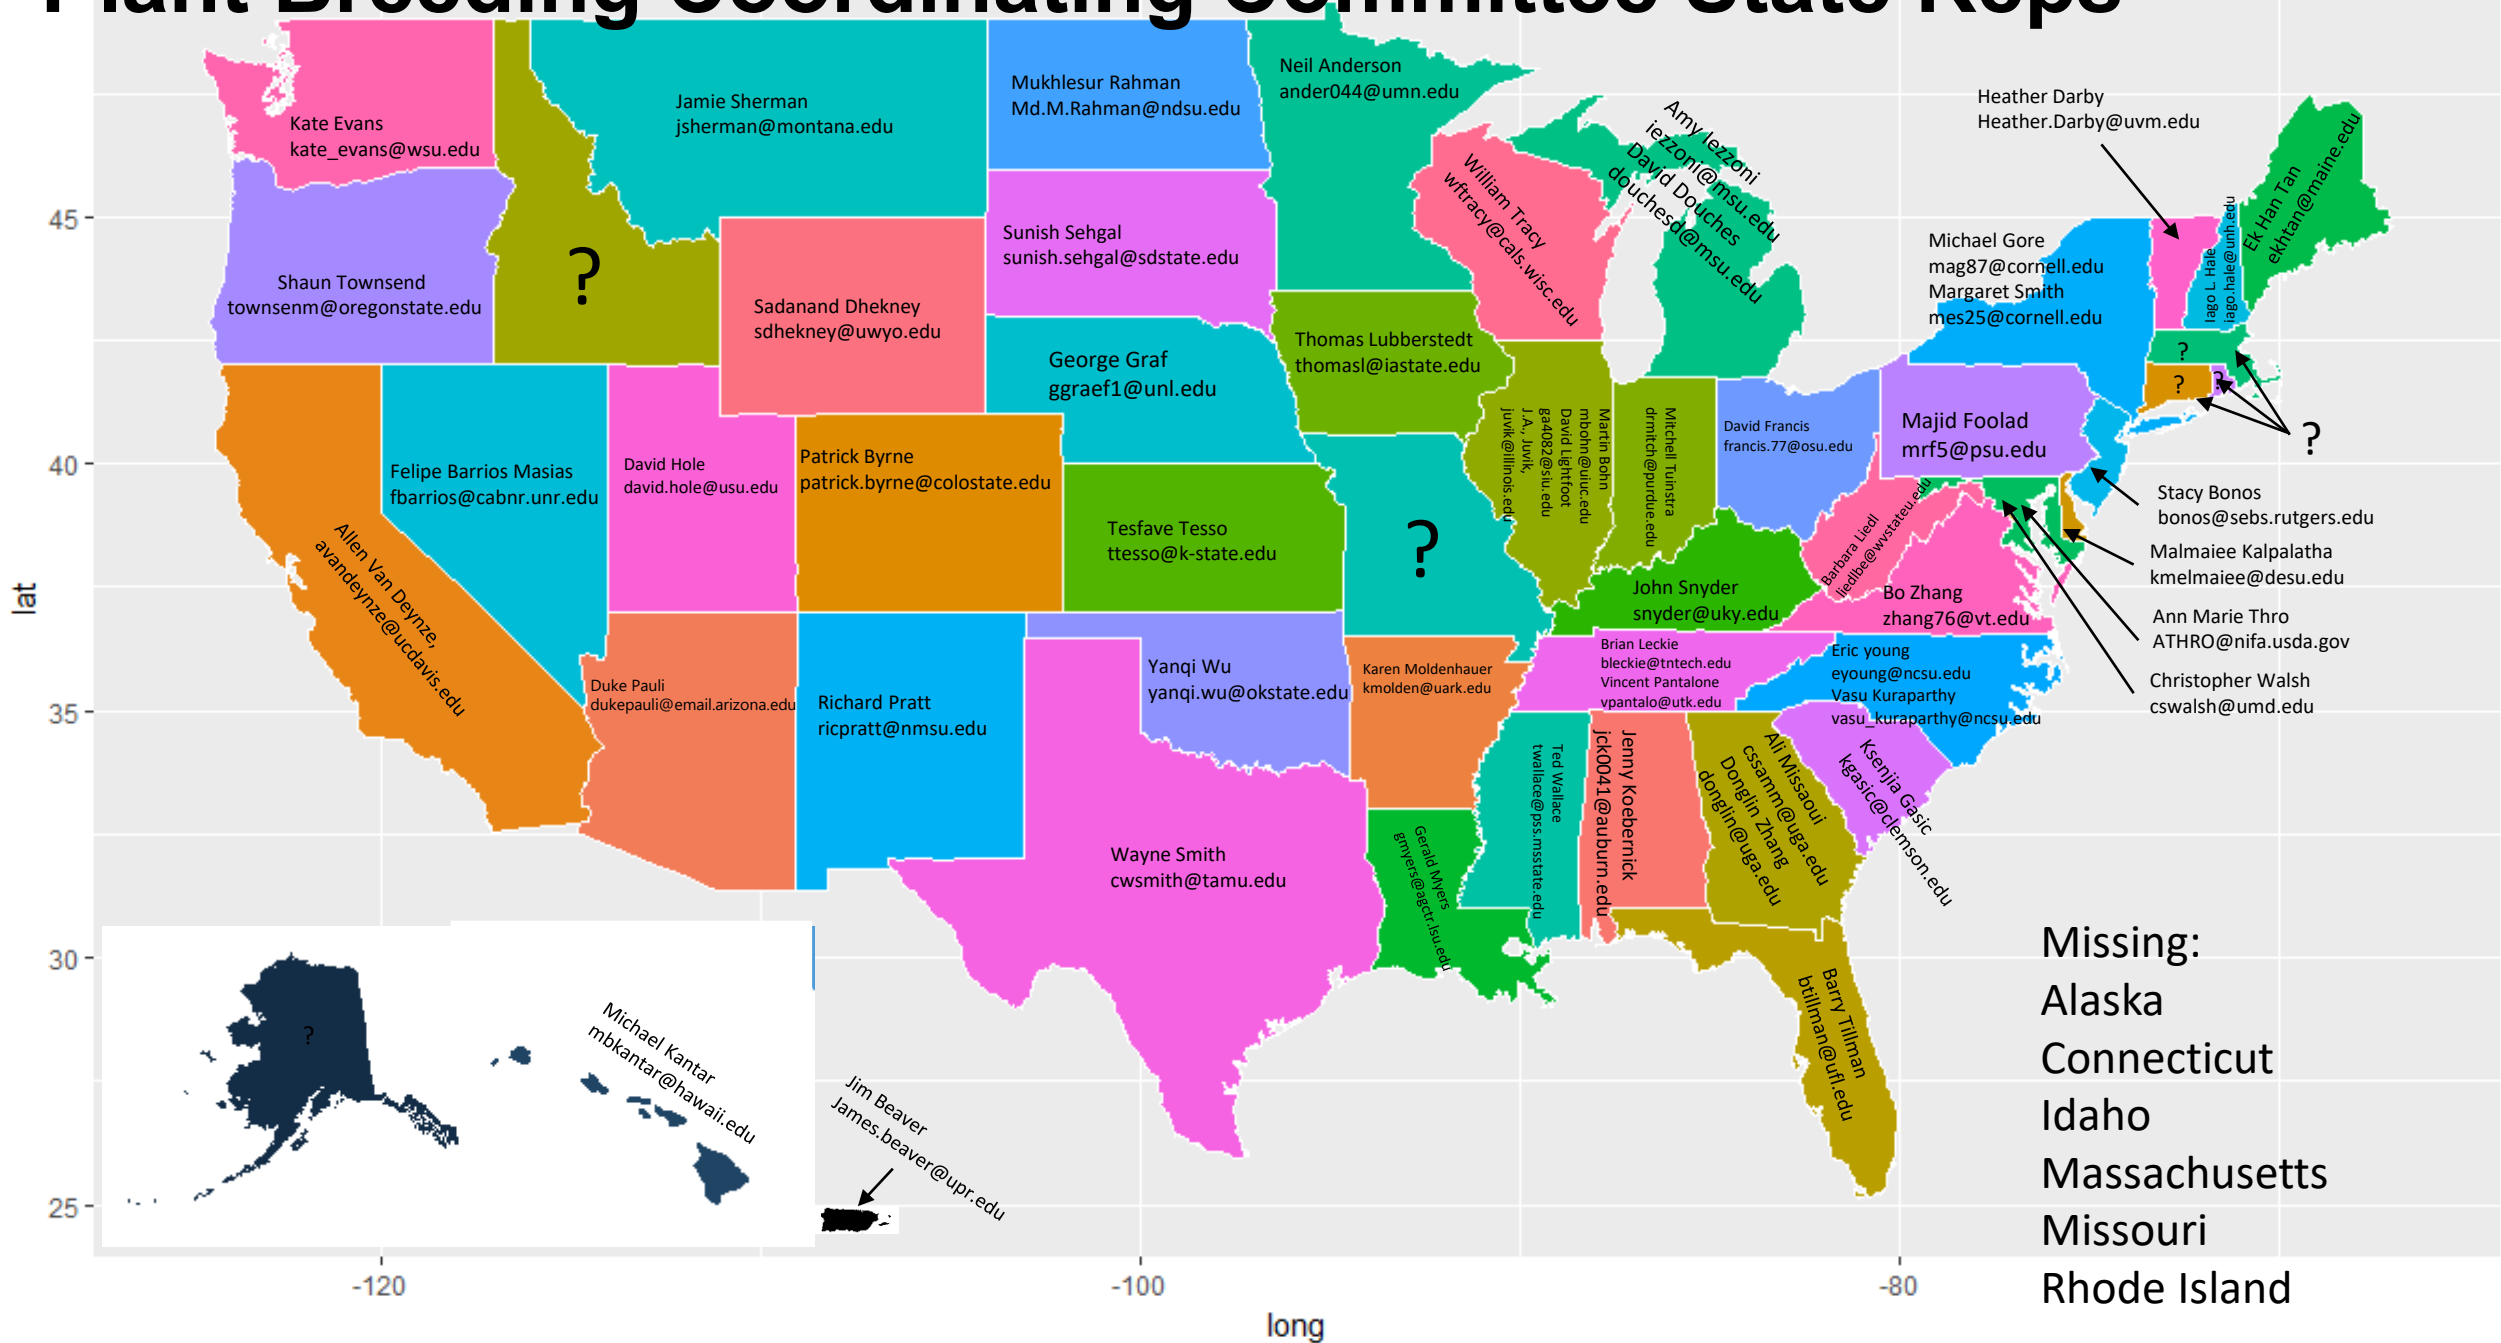 Plant Breeding Coordinating Committee State Reps
Kate Evans
kate_evans@wsu.edu
Jamie Sherman
jsherman@montana.edu
Mukhlesur Rahman
Md.M.Rahman@ndsu.edu
Neil Anderson
ander044@umn.edu
Amy Iezzoni
iezzoni@msu.edu
David Douches
douchesd@msu.edu
Heather Darby
Heather.Darby@uvm.edu
Ek Han Tan
ekhtan@maine.edu
Iago L. Hale
iago.hale@unh.edu
William Tracy
wftracy@cals.wisc.edu
Michael Gore
mag87@cornell.edu
Margaret Smith
mes25@cornell.edu
Shaun Townsend
townsenm@oregonstate.edu
?
Sunish Sehgal
sunish.sehgal@sdstate.edu
Sadanand Dhekney
sdhekney@uwyo.edu
George Graf
ggraef1@unl.edu
Thomas Lubberstedt
thomasl@iastate.edu
?
?
?
?
Martin Bohn
mbohn@uiuc.edu
David Lightfoot
ga4082@siu.edu
J.A., Juvik,
juvik@illinois.edu
Mitchell Tuinstra
drmitch@purdue.edu
David Francis
francis.77@osu.edu
Majid Foolad
mrf5@psu.edu
Stacy Bonos
bonos@sebs.rutgers.edu
Malmaiee Kalpalatha
kmelmaiee@desu.edu
Ann Marie Thro
ATHRO@nifa.usda.gov
Christopher Walsh
cswalsh@umd.edu
Felipe Barrios Masias
fbarrios@cabnr.unr.edu
David Hole
david.hole@usu.edu
Patrick Byrne
patrick.byrne@colostate.edu
Tesfave Tesso
ttesso@k-state.edu
?
Barbara Liedl
liedlbe@wvstateu.edu
John Snyder
snyder@uky.edu
Bo Zhang
zhang76@vt.edu
Allen Van Deynze,
avandeynze@ucdavis.edu
Duke Pauli
dukepauli@email.arizona.edu
Richard Pratt
ricpratt@nmsu.edu
Yanqi Wu
yanqi.wu@okstate.edu
Karen Moldenhauer
kmolden@uark.edu
Brian Leckie
bleckie@tntech.edu
Vincent Pantalone
vpantalo@utk.edu
Eric young
eyoung@ncsu.edu
Vasu Kuraparthy
vasu_kuraparthy@ncsu.edu
Wayne Smith
cwsmith@tamu.edu
Gerald Myers
gmyers@agctr.lsu.edu
Ted Wallace
twallace@pss.msstate.edu
Jenny Koebernick
jck0041@auburn.edu
Ali Missaoui
cssamm@uga.edu
Donglin Zhang
donglin@uga.edu
Ksenjia Gasic
kgasic@clemson.edu
Barry Tillman
btillman@ufl.edu
?
Michael Kantar
mbkantar@hawaii.edu
Jim Beaver
James.beaver@upr.edu
Missing:
Alaska
Connecticut
Idaho
Massachusetts
Missouri
Rhode Island
lat
45
40
35
30
25
-120
-100
-80
long